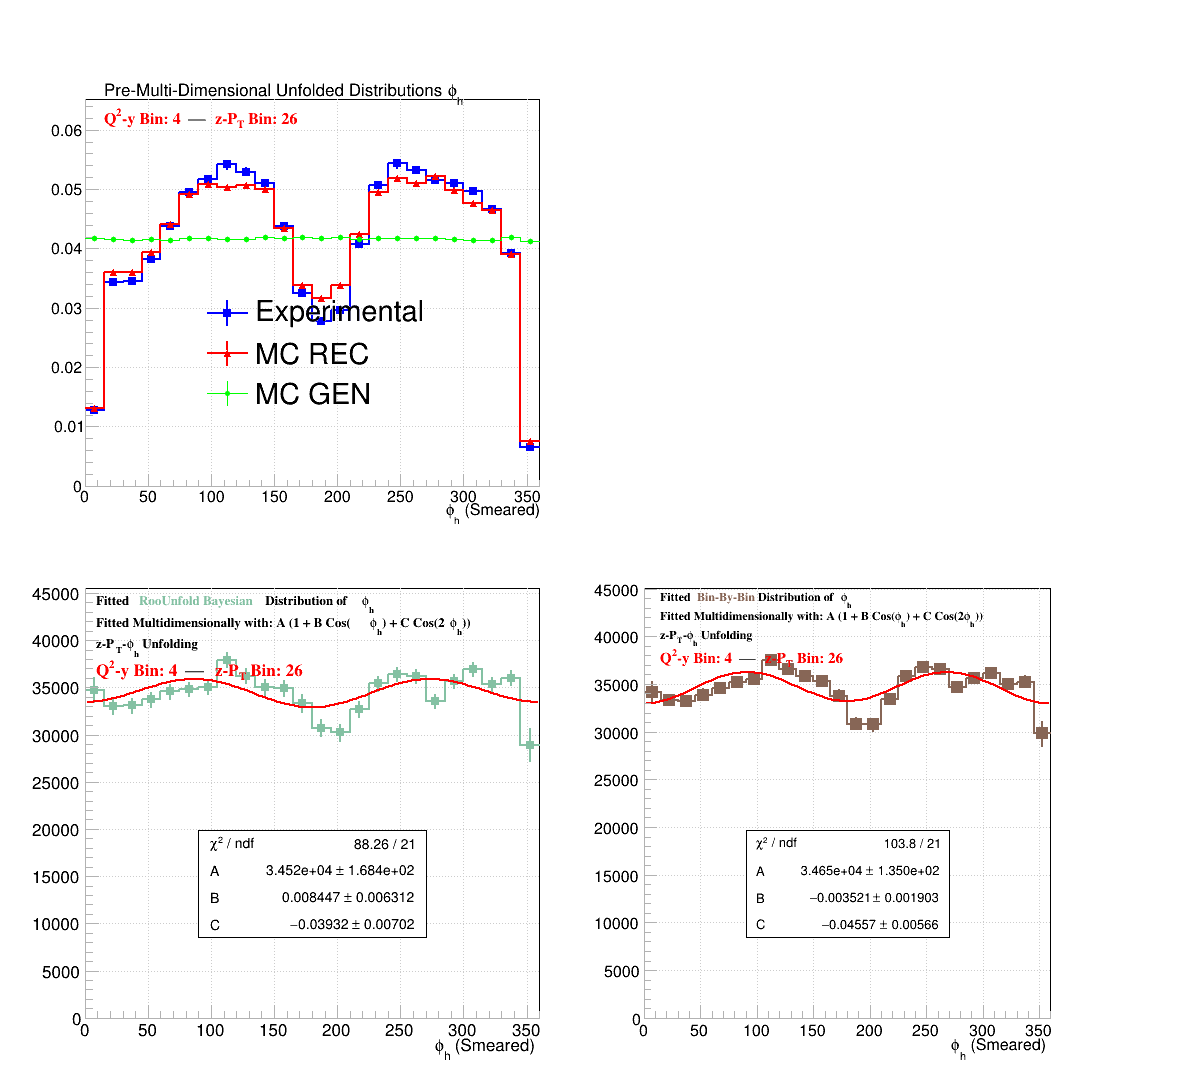 Pre-Multi-Dimensional Unfolded Distributions ϕh
Q2-y Bin: 4 — z-PT Bin: 26
0.06
0.05
0.04
0.03
0.02
0.01
0
Experimental
MC REC
MC GEN
0 50 100 150 200 250 300 350
ϕh (Smeared)
45000
40000
35000
30000
25000
20000
15000
10000
5000
0
Fitted RooUnfold Bayesian Distribution of ϕh
Fitted Multidimensionally with: A (1 + B Cos(ϕh) + C Cos(2 ϕh))
z-PT-ϕh Unfolding
Q2-y Bin: 4 — z-PT Bin: 26
χ2 / ndf 88.26 / 21
A 3.452e+04 ± 1.684e+02
B 0.008447 ± 0.006312
C −0.03932 ± 0.00702
0 50 100 150 200 250 300 350
ϕh (Smeared)
45000
40000
35000
30000
25000
20000
15000
10000
5000
0
Fitted Bin-By-Bin Distribution of ϕh
Fitted Multidimensionally with: A (1 + B Cos(ϕh) + C Cos(2ϕh))
z-PT-ϕh Unfolding
Q2-y Bin: 4 — z-PT Bin: 26
χ2 / ndf 103.8 / 21
A 3.465e+04 ± 1.350e+02
B −0.003521 ± 0.001903
C −0.04557 ± 0.00566
0 50 100 150 200 250 300 350
ϕh (Smeared)